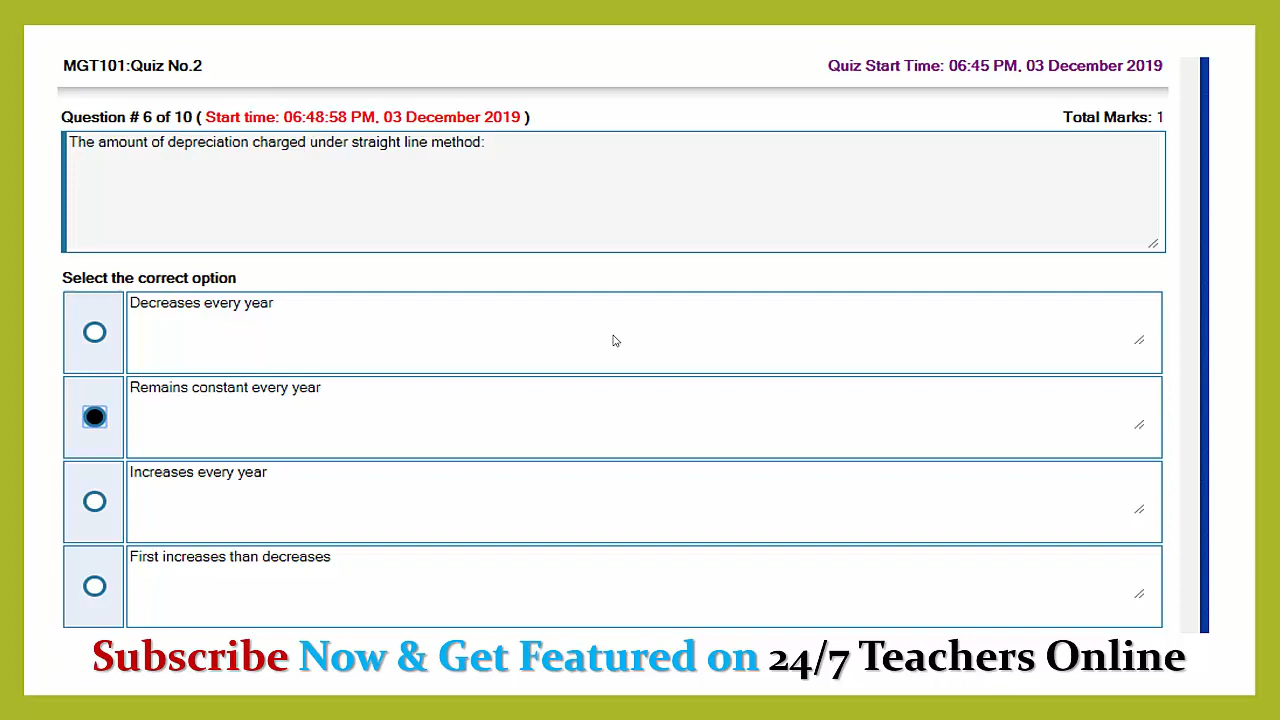 MGT101:Quiz No.2
Quiz Start Time: 06:45 PM, 03 December 2019
Question # 6 of 10 ( Start time: 06:48:58 PM, 03 December 2019 )
Total Marks: 1
The amount of depreciation charged under straight line method:
Select the correct option
Decreases every year
Remains constant every year
Increases every year
First increases than decreases
Subscribe Now & Get Featured on 24/7 Teachers Online